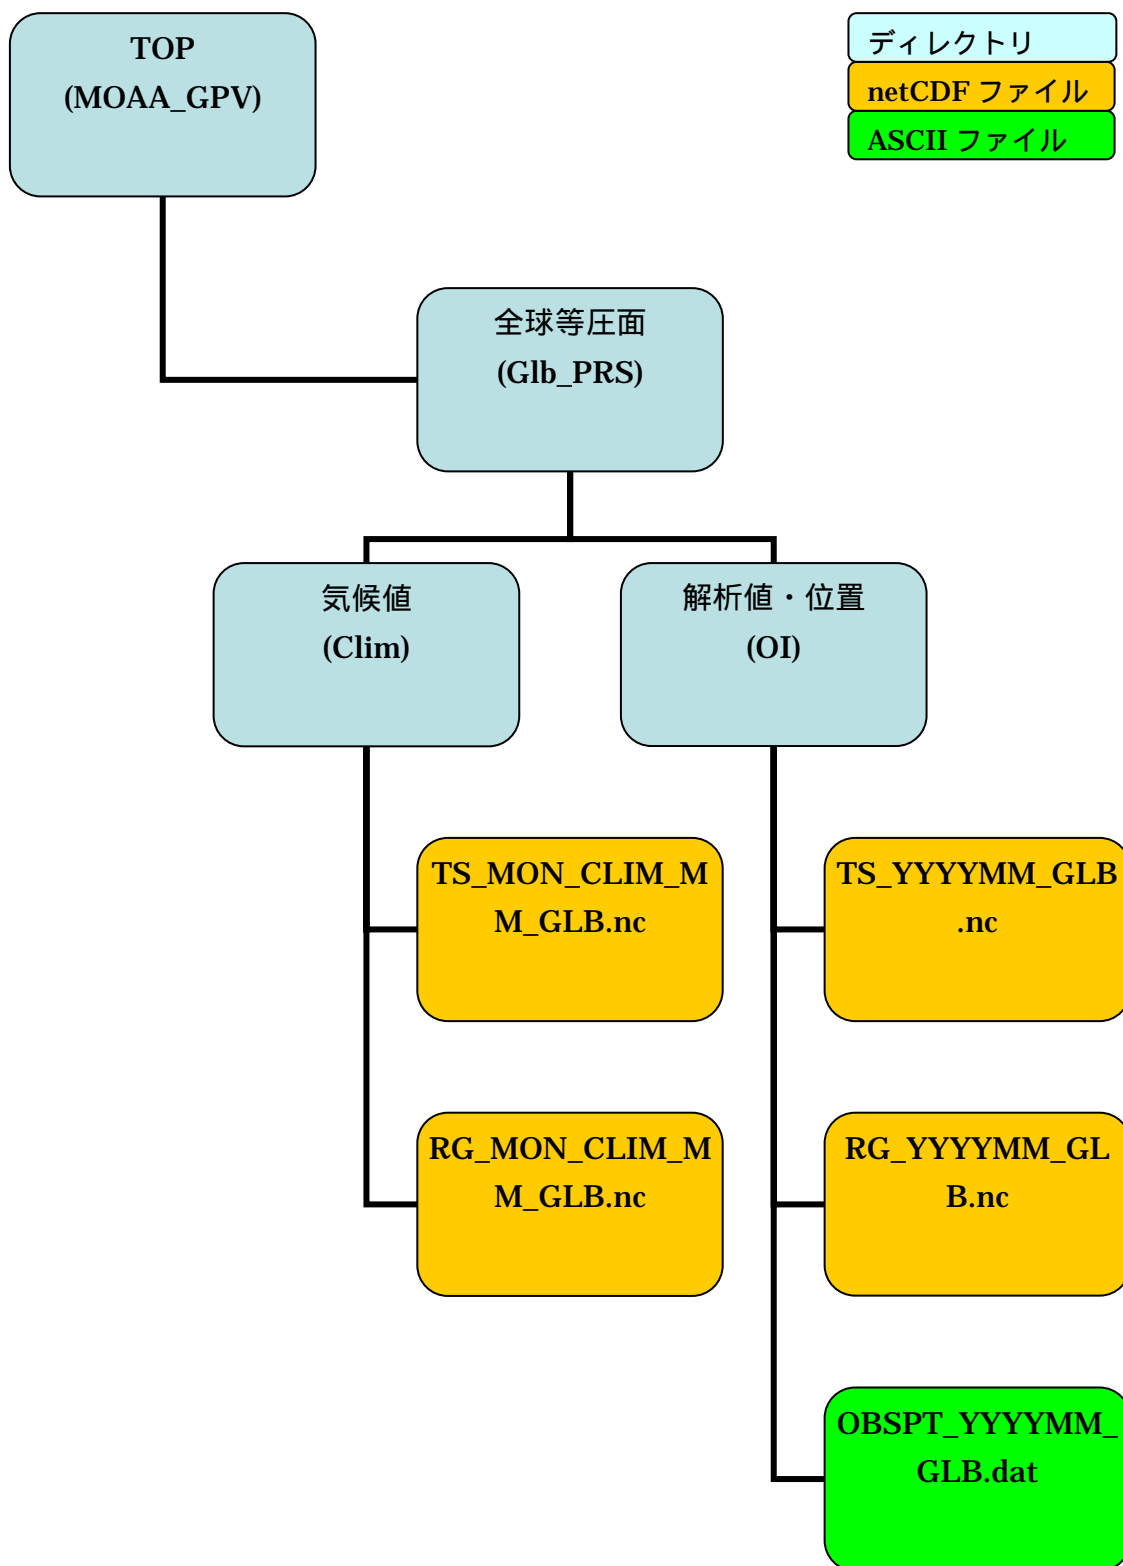 TOP
(MOAA_GPV)
ディレクトリ
netCDF ファイル
ASCII ファイル
全球等圧面
(Glb_PRS)
気候値
(Clim)
解析値・位置
(OI)
TS_MON_CLIM_M
M_GLB.nc
TS_YYYYMM_GLB
.nc
RG_MON_CLIM_M
M_GLB.nc
RG_YYYYMM_GL
B.nc
OBSPT_YYYYMM_
GLB.dat